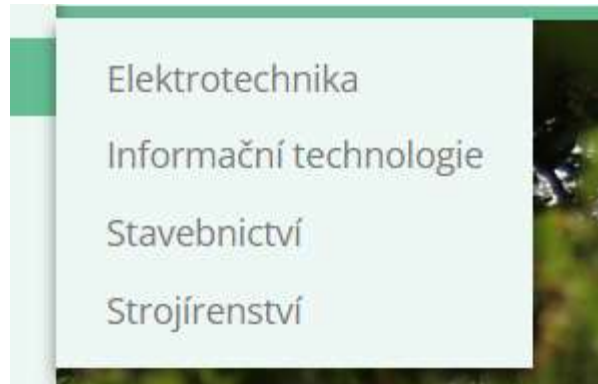 Elektrotechnika
Informační technologie
Stavebnictví
Strojírenství